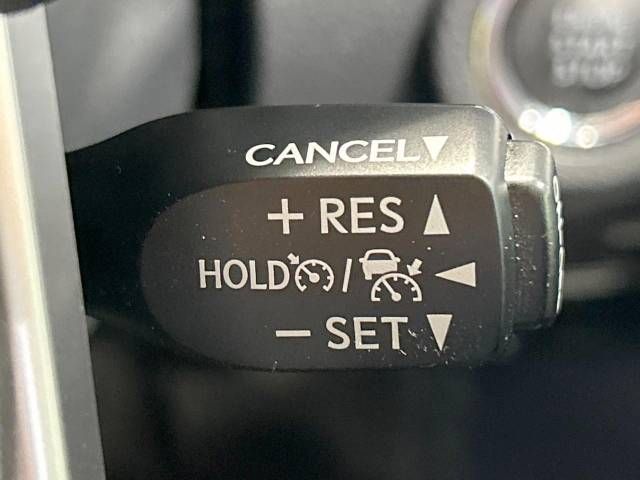 CANCEL▼
+ RES ▲
HOLD / ◀
− SET ▼